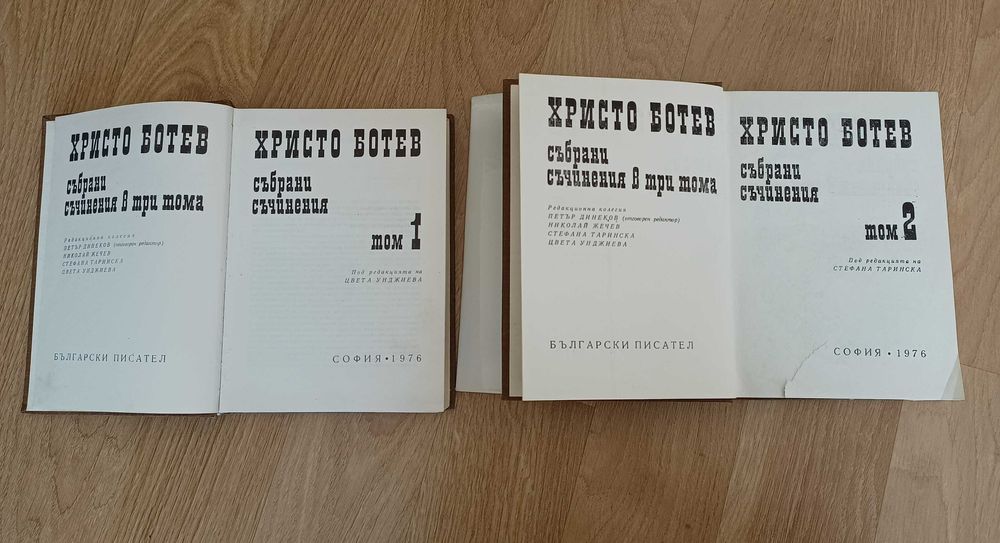 ХРИСТО БОТЕВ
събрани
съчинения в три тома
Редакционна колегия
ПЕТЪР ДИНЕКОВ (отговорен редактор)
НИКОЛАЙ ЖЕЧЕВ
СТЕФАНА ТАРИНСКА
ЦВЕТА УНДЖИЕВА
БЪЛГАРСКИ ПИСАТЕЛ
ХРИСТО БОТЕВ
събрани
съчинения
том 1
Под редакцията на
ЦВЕТА УНДЖИЕВА
СОФИЯ • 1976
ХРИСТО БОТЕВ
събрани
съчинения в три тома
Редакционна колегия
ПЕТЪР ДИНЕКОВ (отговорен редактор)
НИКОЛАЙ ЖЕЧЕВ
СТЕФАНА ТАРИНСКА
ЦВЕТА УНДЖИЕВА
БЪЛГАРСКИ ПИСАТЕЛ
ХРИСТО БОТЕВ
събрани
съчинения
том 2
Под редакцията на
СТЕФАНА ТАРИНСКА
СОФИЯ • 1976